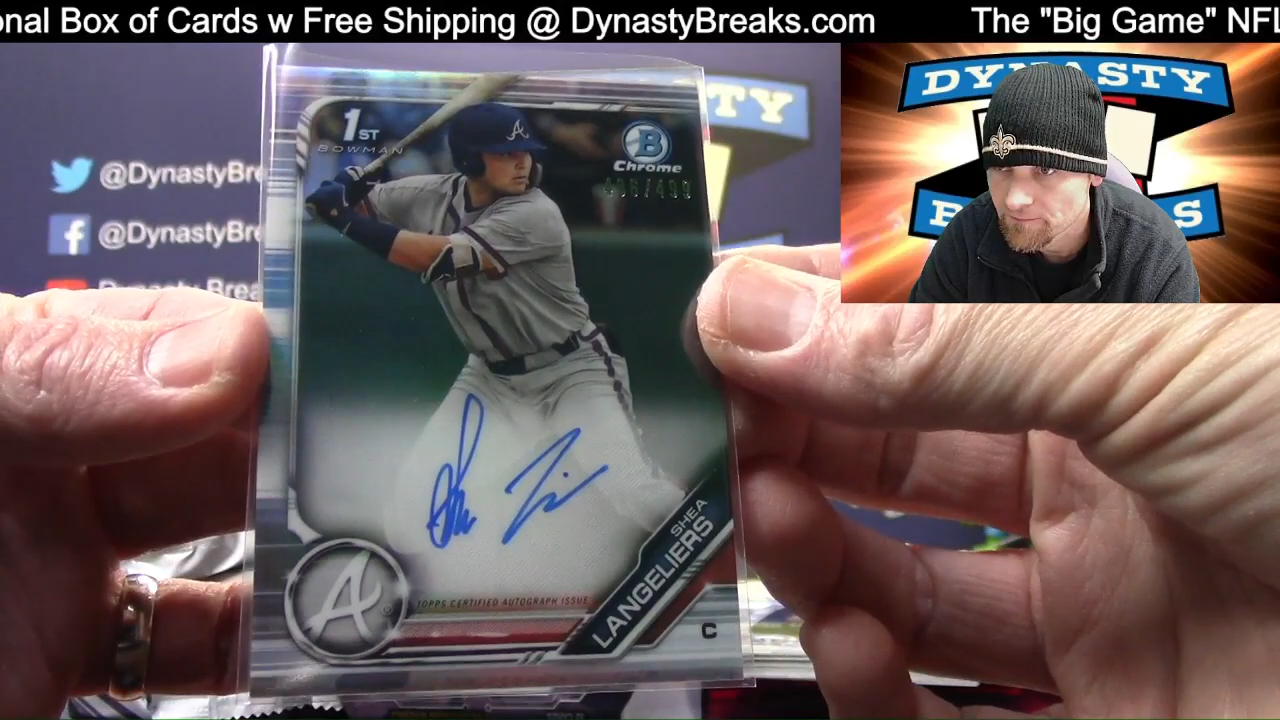 onal Box of Cards w Free Shipping @ DynastyBreaks.com The "Big Game" NFL
@DynastyBre
@DynastyBre
TY
1ST
BOWMAN
B
Chrome
A
DYNASTY
B S
TOPPS CERTIFIED AUTOGRAPH ISSUE
SHEA
LANGELIERS
A
C